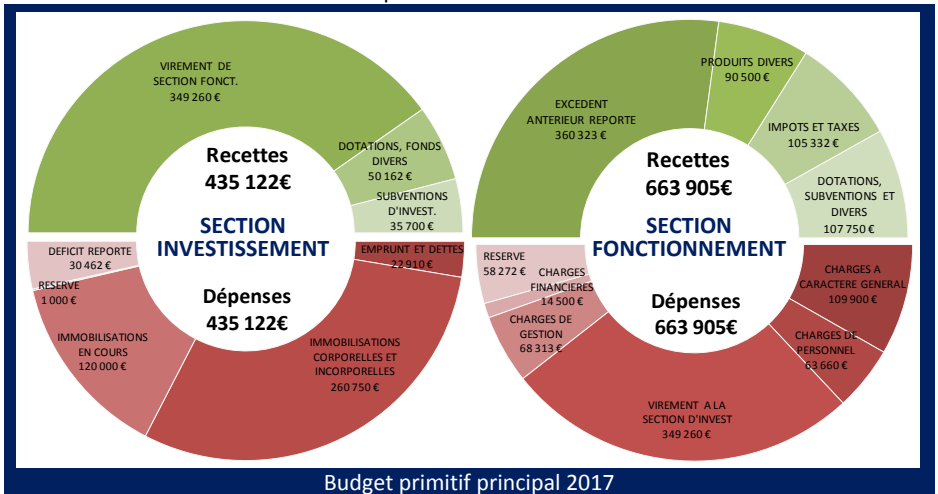 VIREMENT DE
SECTION FONCT.
349 260 €
DOTATIONS, FONDS
DIVERS
50 162 €
SUBVENTIONS
D'INVEST.
35 700 €
Recettes
435 122€
SECTION
INVESTISSEMENT
Dépenses
435 122€
DEFICIT REPORTE
30 462 €
RESERVE
1 000 €
IMMOBILISATIONS
EN COURS
120 000 €
IMMOBILISATIONS
CORPORELLES ET
INCORPORELLES
260 750 €
EMPRUNT ET DETTES
22 910 €
EXCEDENT
ANTERIEUR REPORTE
360 323 €
PRODUITS DIVERS
90 500 €
IMPOTS ET TAXES
105 332 €
DOTATIONS,
SUBVENTIONS ET
DIVERS
107 750 €
Recettes
663 905€
SECTION
FONCTIONNEMENT
Dépenses
663 905€
RESERVE
58 272 €
CHARGES
FINANCIERES
14 500 €
CHARGES DE
GESTION
68 313 €
VIREMENT A LA
SECTION D'INVEST
349 260 €
CHARGES DE
PERSONNEL
63 660 €
CHARGES A
CARACTERE GENERAL
109 900 €
Budget primitif principal 2017